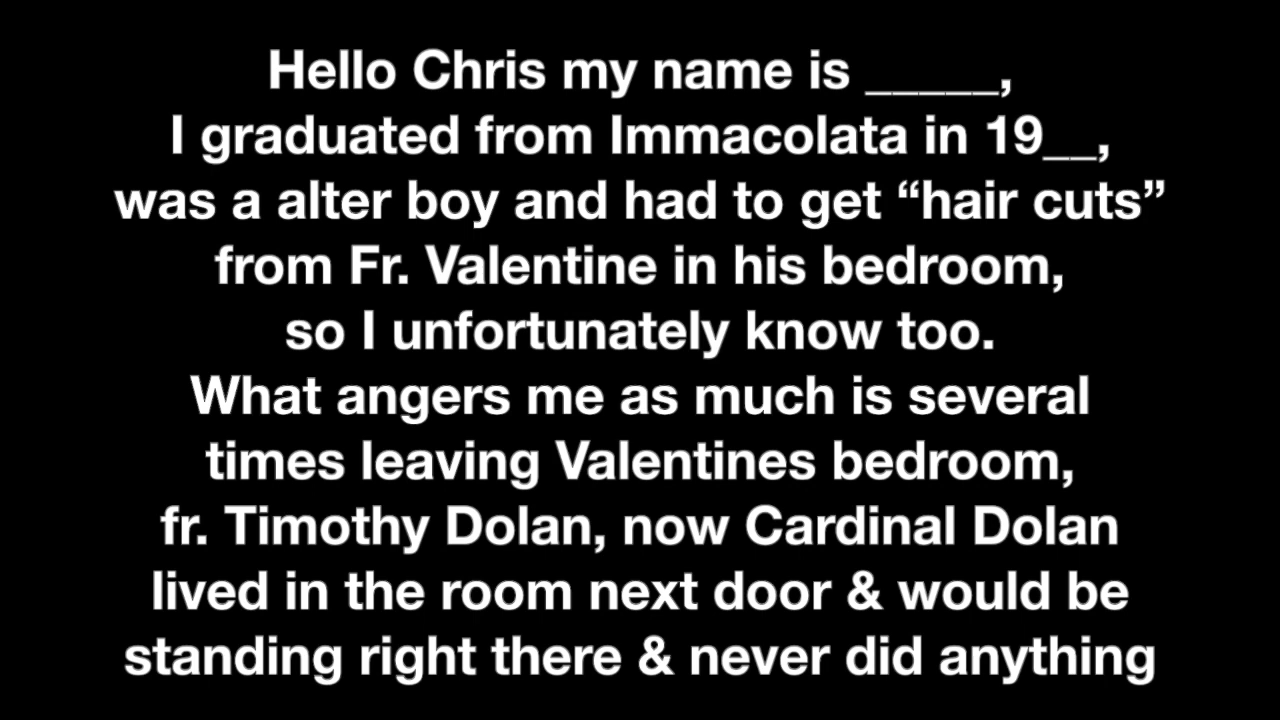 Hello Chris my name is _____,
I graduated from Immacolata in 19__,
was a alter boy and had to get “hair cuts”
from Fr. Valentine in his bedroom,
so I unfortunately know too.
What angers me as much is several
times leaving Valentines bedroom,
fr. Timothy Dolan, now Cardinal Dolan
lived in the room next door & would be
standing right there & never did anything